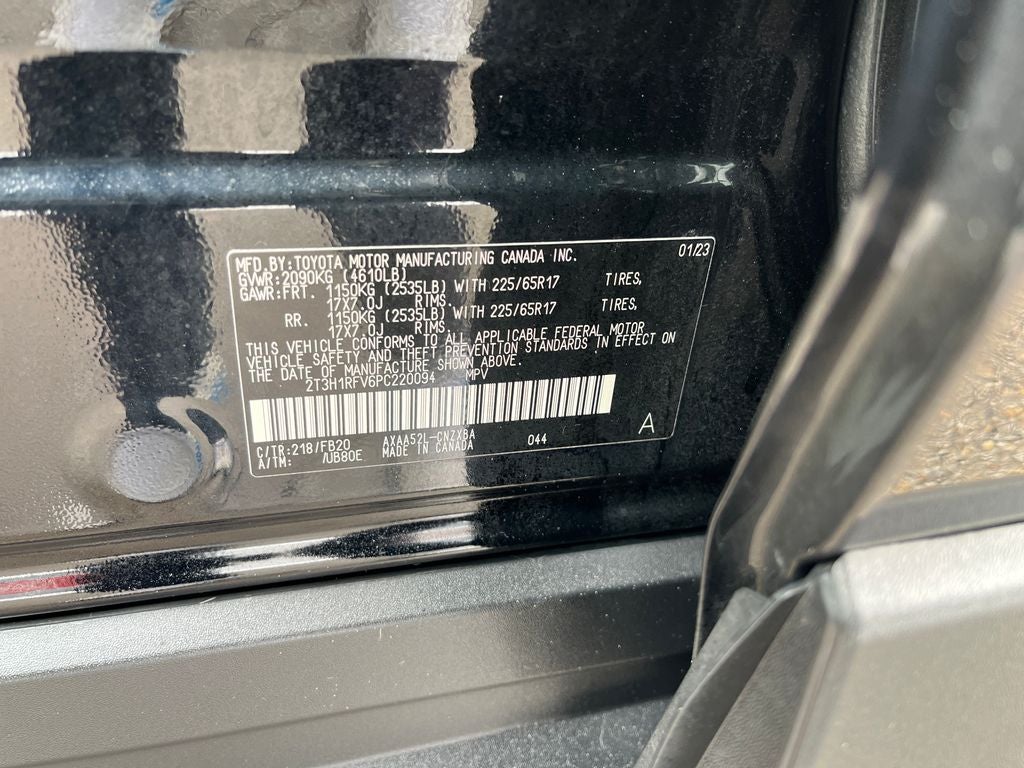 MFD.BY:TOYOTA MOTOR MANUFACTURING CANADA INC. 01/23
GVWR:2090KG (4610LB)
GAWR:FRT. 1150KG (2535LB) WITH 225/65R17 TIRES,
17X7.0J RIMS.
RR. 1150KG (2535LB) WITH 225/65R17 TIRES,
17X7.0J RIMS.
THIS VEHICLE CONFORMS TO ALL APPLICABLE FEDERAL MOTOR
VEHICLE SAFETY AND THEFT PREVENTION STANDARDS IN EFFECT ON
THE DATE OF MANUFACTURE SHOWN ABOVE.
2T3H1RFV6PC220094 MPV
C/TR:218/FB20 AXAA52L-CNZXBA 044 A
A/TM: /UB80E MADE IN CANADA